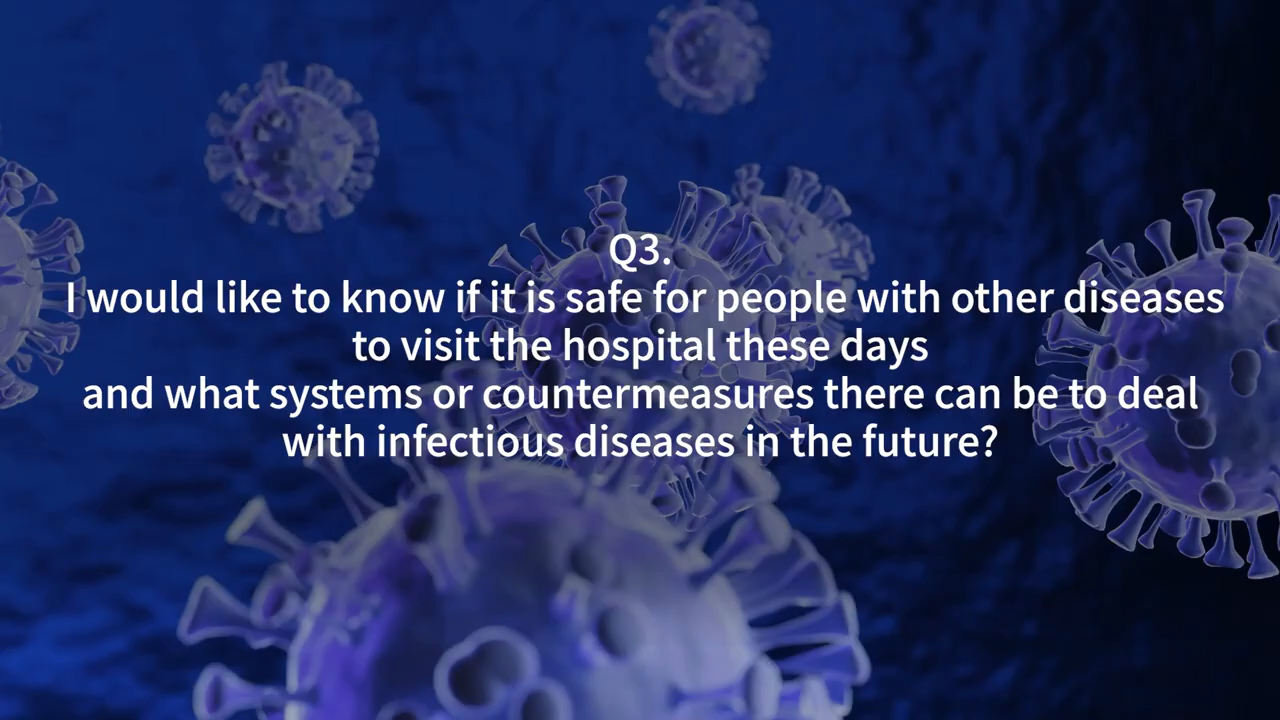 Q3.
I would like to know if it is safe for people with other diseases
to visit the hospital these days
and what systems or countermeasures there can be to deal
with infectious diseases in the future?